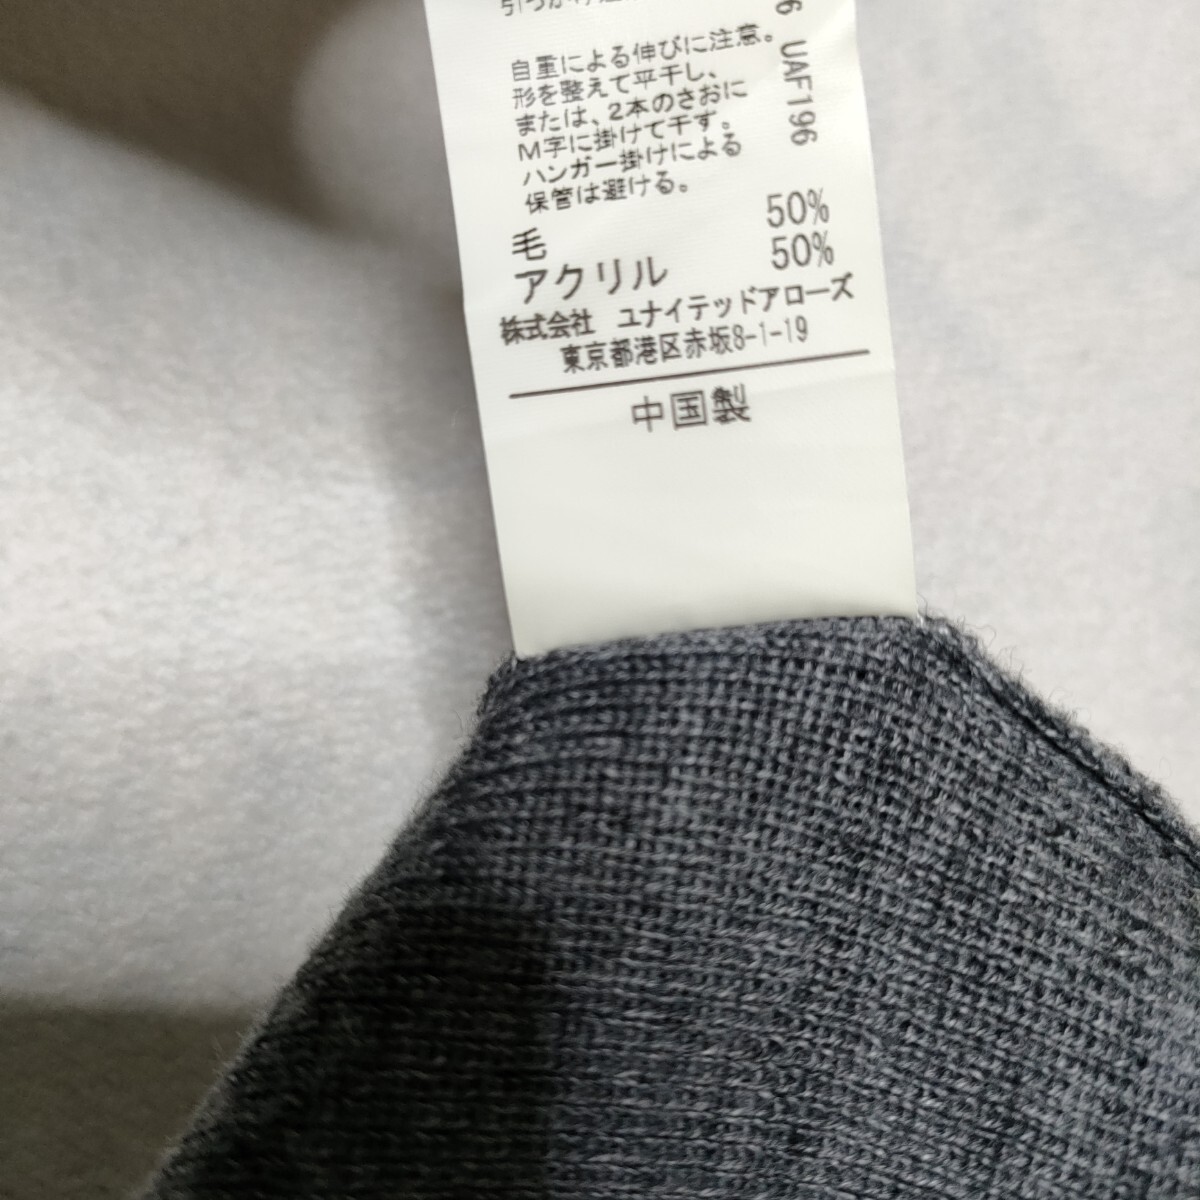 自重による伸びに注意。
形を整えて平干し、
または、2本のさおに
M字に掛けて干す。
ハンガー掛けによる
保管は避ける。
毛 50%
アクリル 50%
株式会社 ユナイテッドアローズ
東京都港区赤坂8-1-19
中国製
6 UAF196